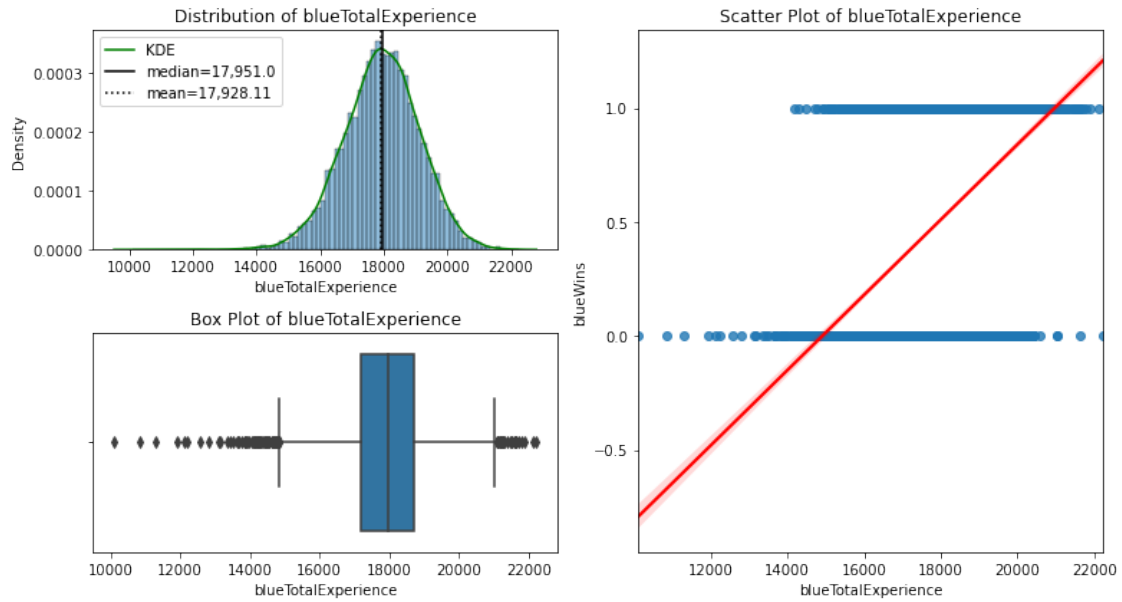 Distribution of blueTotalExperience
KDE
median=17,951.0
mean=17,928.11
Density
0.0003
0.0002
0.0001
0.0000
10000 12000 14000 16000 18000 20000 22000
blueTotalExperience
Box Plot of blueTotalExperience
10000 12000 14000 16000 18000 20000 22000
blueTotalExperience
Scatter Plot of blueTotalExperience
blueWins
1.0
0.5
0.0
−0.5
12000 14000 16000 18000 20000 22000
blueTotalExperience